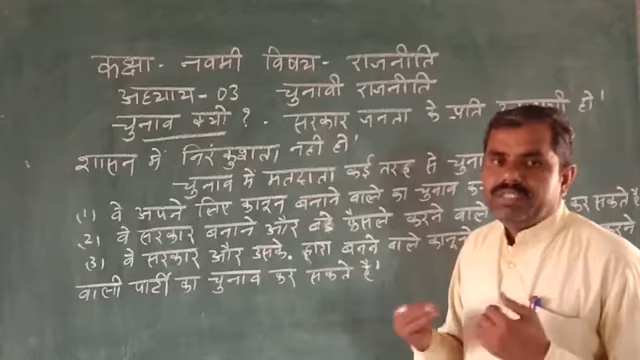 कक्षा- नवमी विषय- राजनीति
अध्याय-03 चुनावी राजनीति
चुनाव क्यो ? - सरकार जनता के प्रति हो।
शासन में निरंकुशता नही हो।
चुनाव में मतदाता कई तरह से
(1) वे अपने लिए कानून बनाने वाले का चुनाव कर सकते है
(2) वे सरकार बनाने और बडे फैसले करने वाले
(3) वे सरकार और उसके द्वारा बनने वाले
वाली पार्टी का चुनाव कर सकते है।